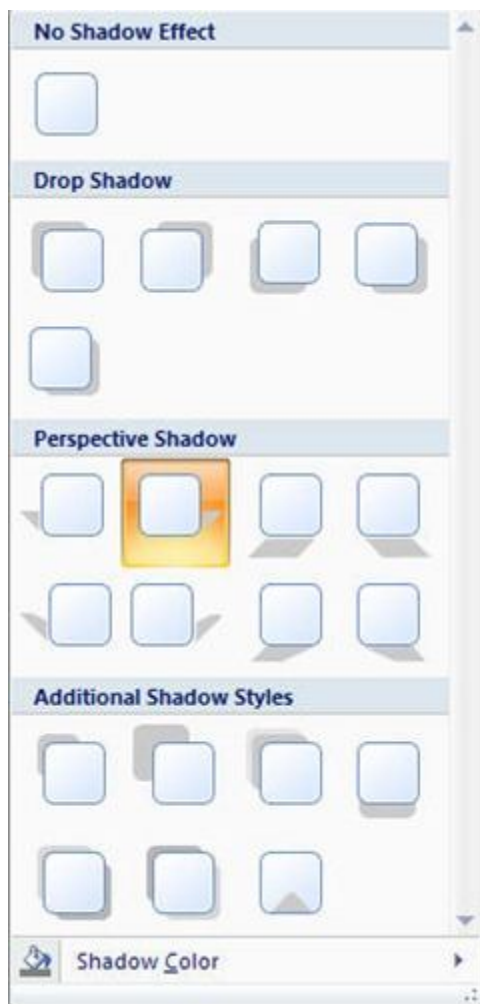 No Shadow Effect
Drop Shadow
Perspective Shadow
Additional Shadow Styles
Shadow Color